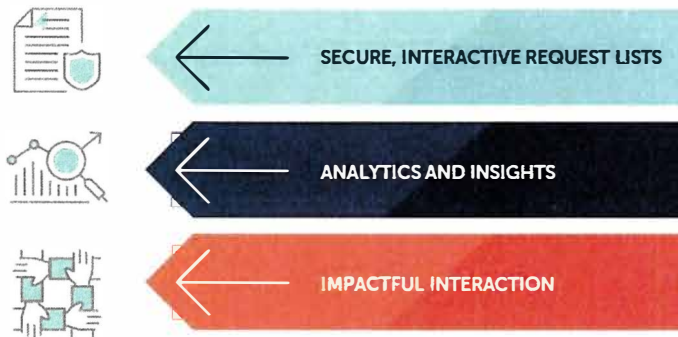 SECURE, INTERACTIVE REQUEST LISTS
ANALYTICS AND INSIGHTS
IMPACTFUL INTERACTION